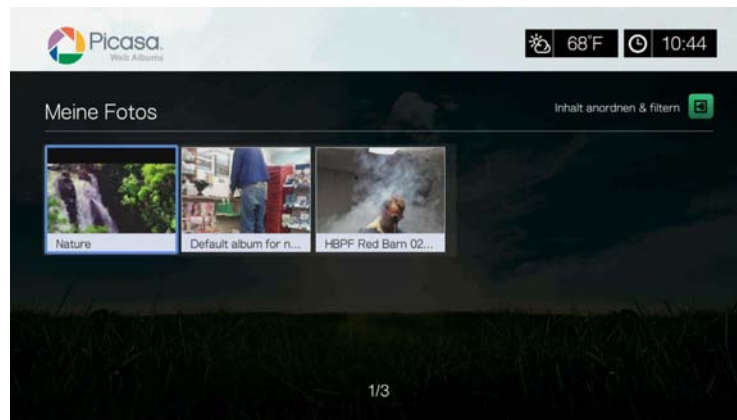 Picasa.
Web Albums
68°F
10:44
Meine Fotos
Inhalt anordnen & filtern
Nature
Default album for n...
HBPF Red Barn 02...
1/3